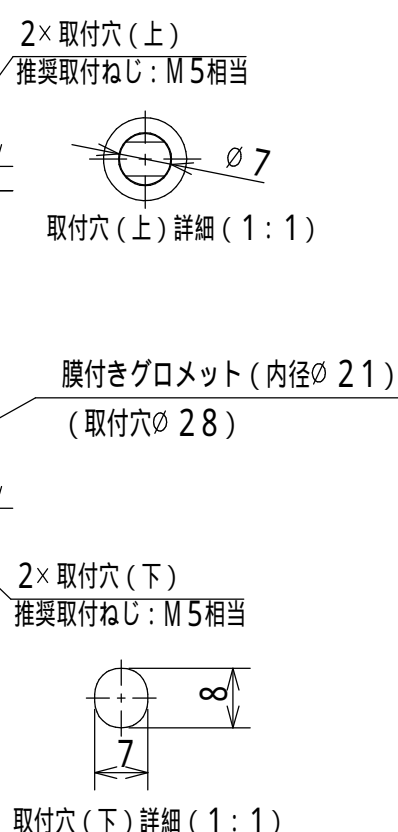 2×取付穴(上)
推奨取付ねじ:M5相当
∅7
取付穴(上)詳細(1:1)
膜付きグロメット(内径∅21)
(取付穴∅28)
2×取付穴(下)
推奨取付ねじ:M5相当
8
7
取付穴(下)詳細(1:1)